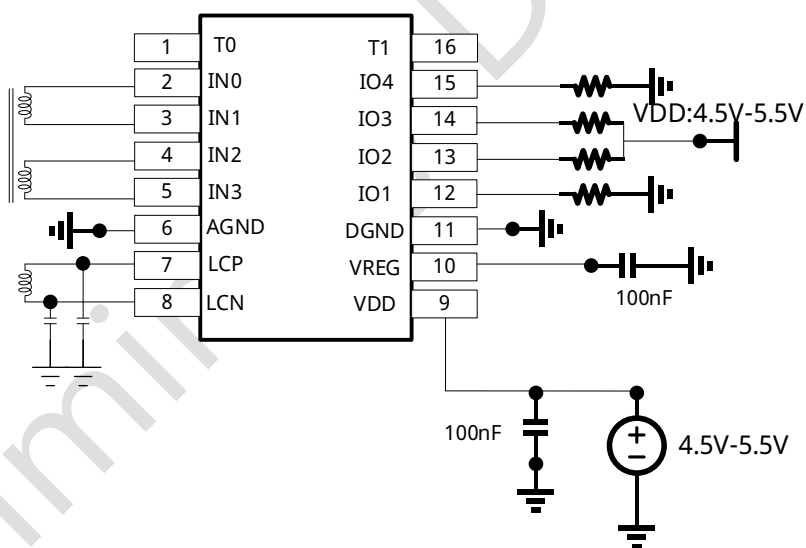 1 T0 T1 16
2 IN0 IO4 15
3 IN1 IO3 14
VDD:4.5V-5.5V
4 IN2 IO2 13
5 IN3 IO1 12
6 AGND DGND 11
7 LCP VREG 10
100nF
8 LCN VDD 9
100nF
4.5V-5.5V